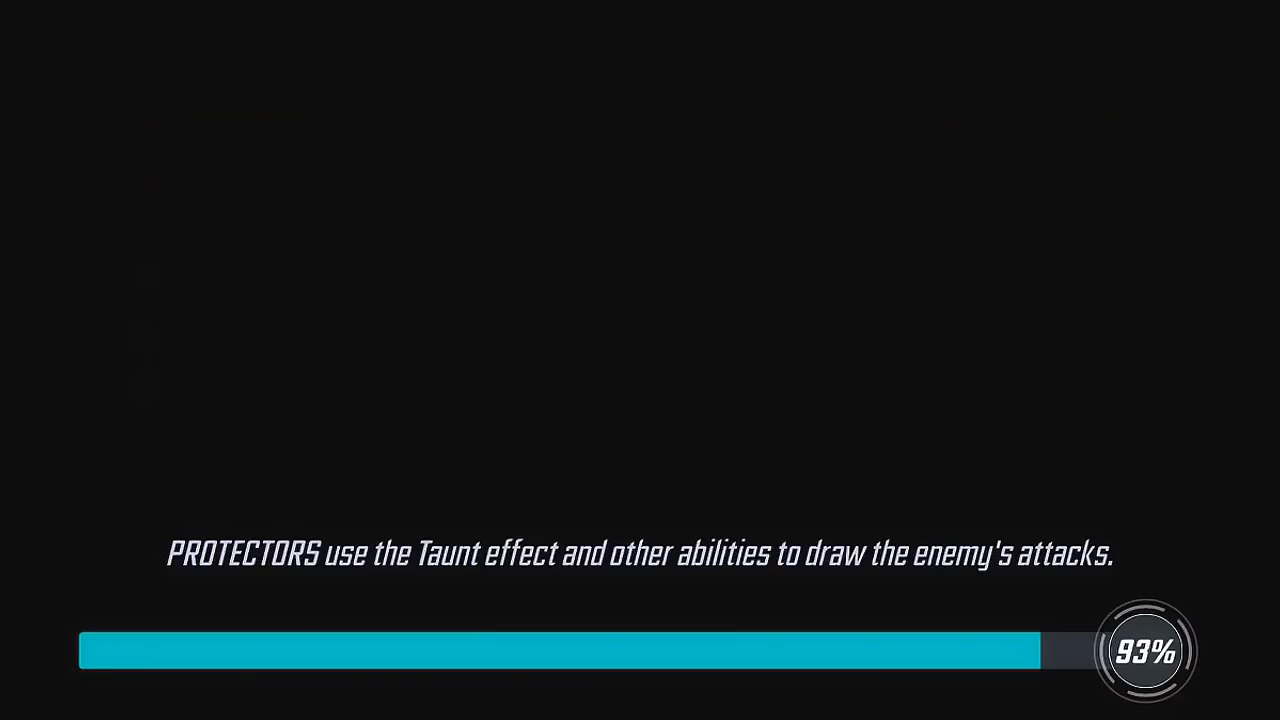 PROTECTORS use the Taunt effect and other abilities to draw the enemy's attacks.
93%